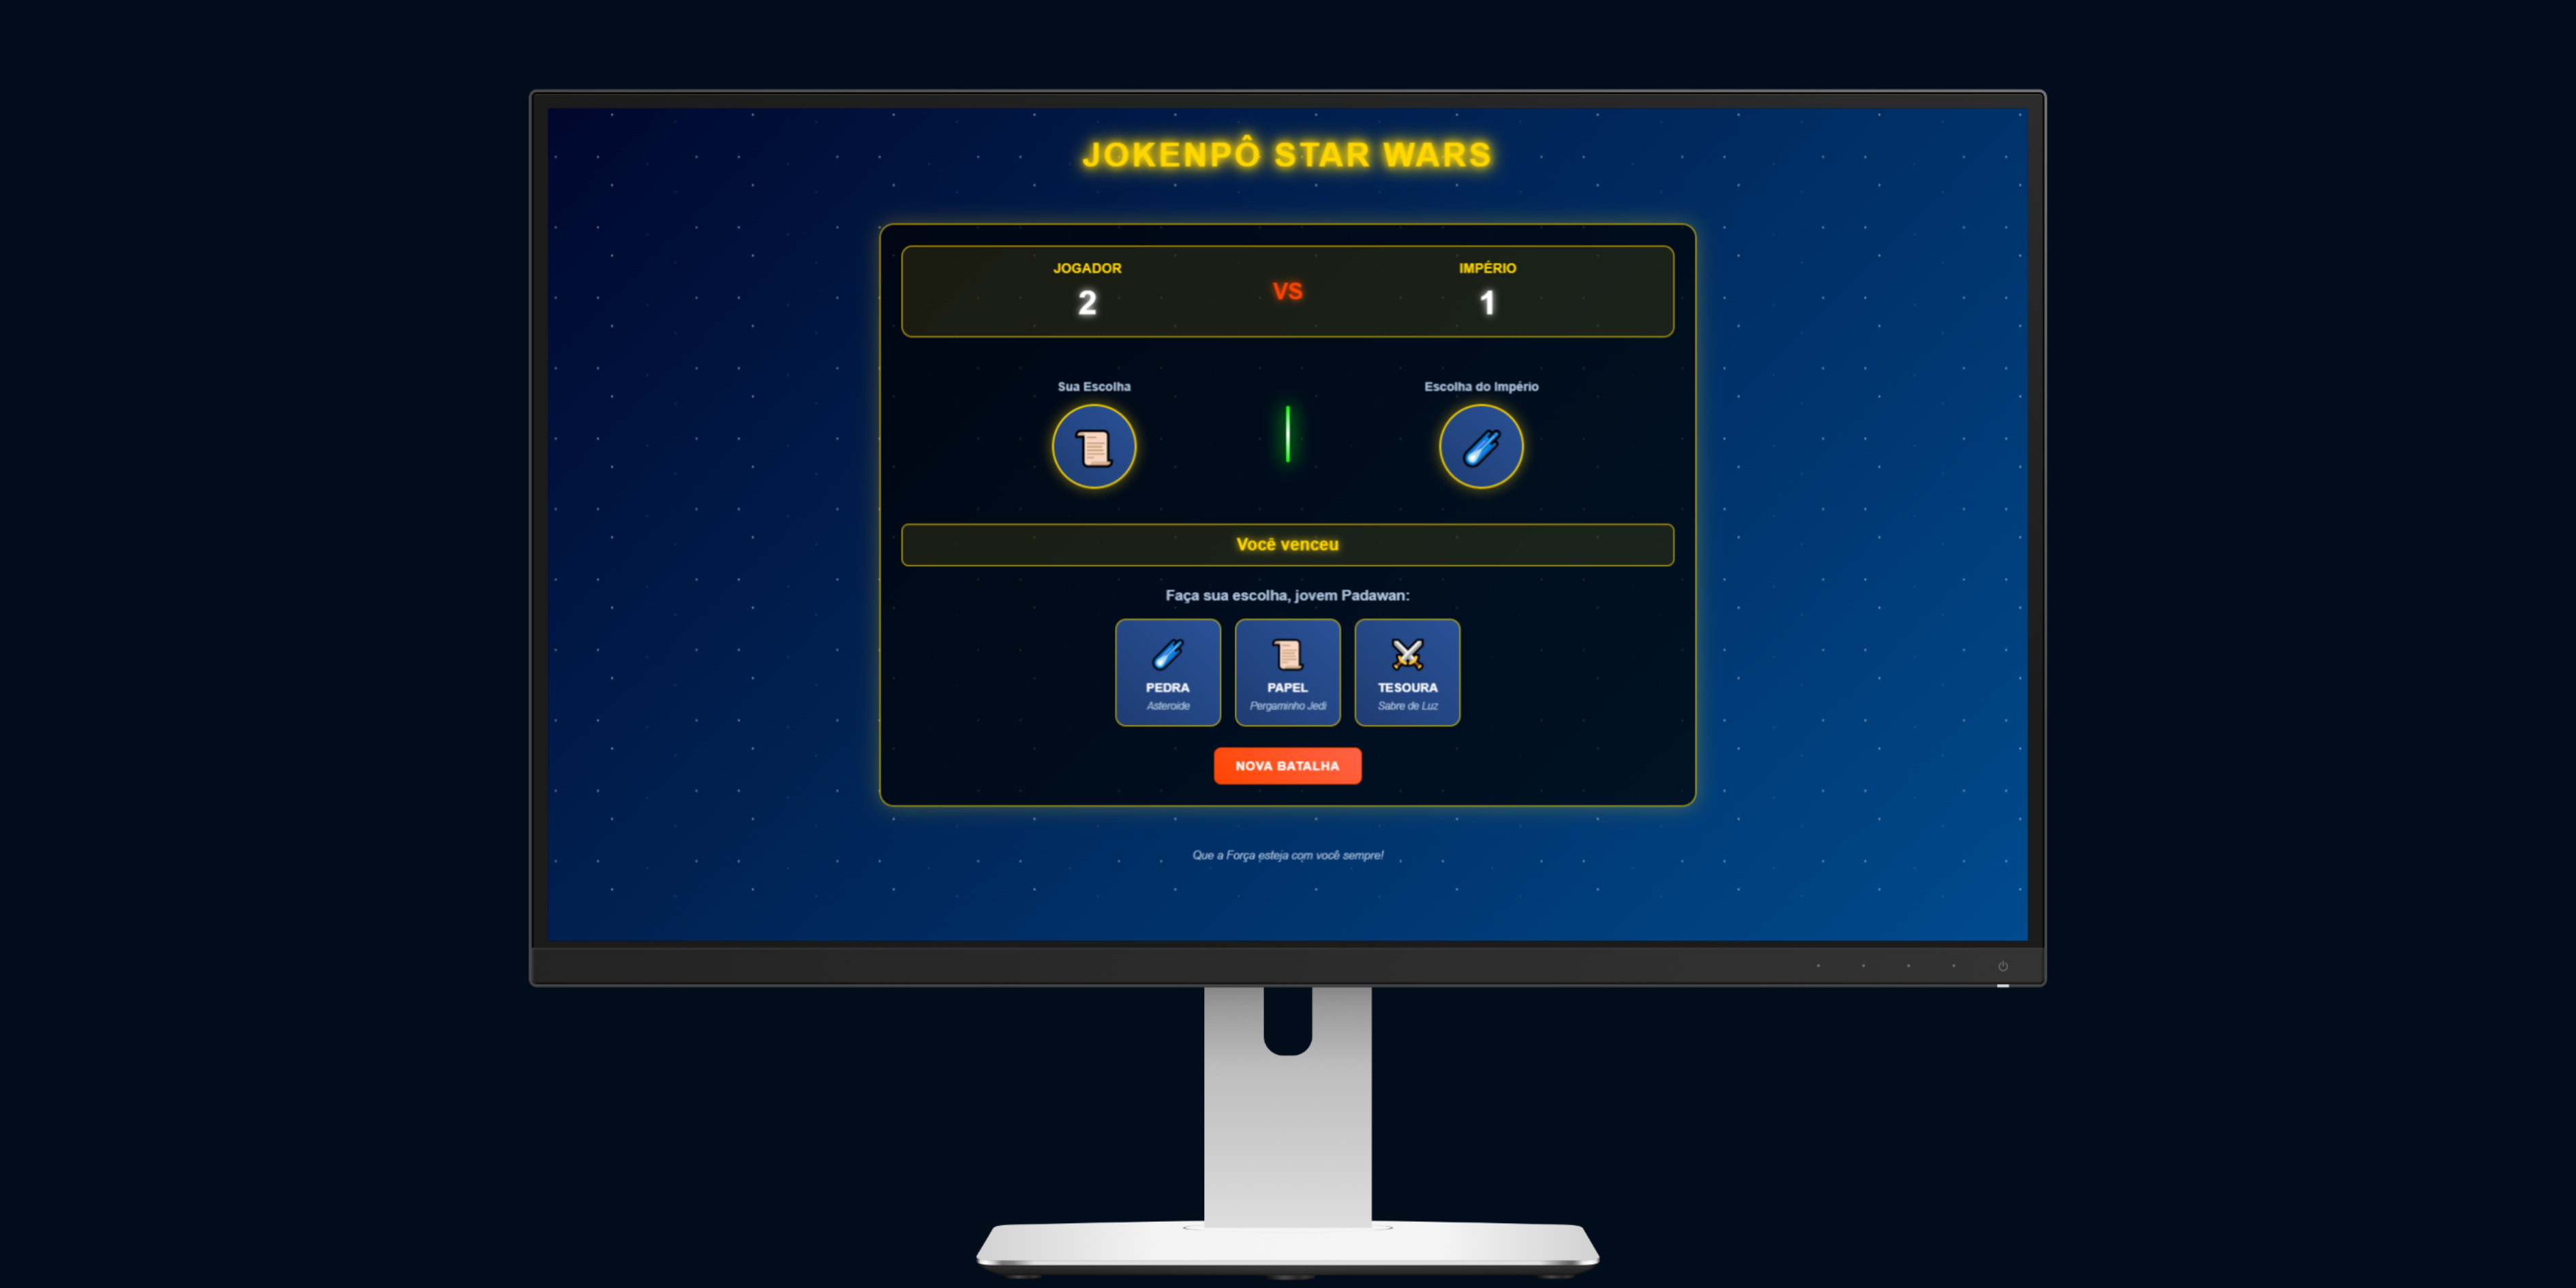 JOKENPÔ STAR WARS
JOGADOR
2
VS
IMPÉRIO
1
Sua Escolha
Escolha do Império
Você venceu
Faça sua escolha, jovem Padawan:
PEDRA
Asteroide
PAPEL
Pergaminho Jedi
TESOURA
Sabre de Luz
NOVA BATALHA
Que a Força esteja com você sempre!